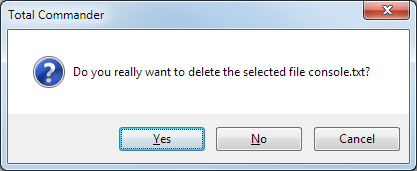 Total Commander
Do you really want to delete the selected file console.txt?
Yes
No
Cancel